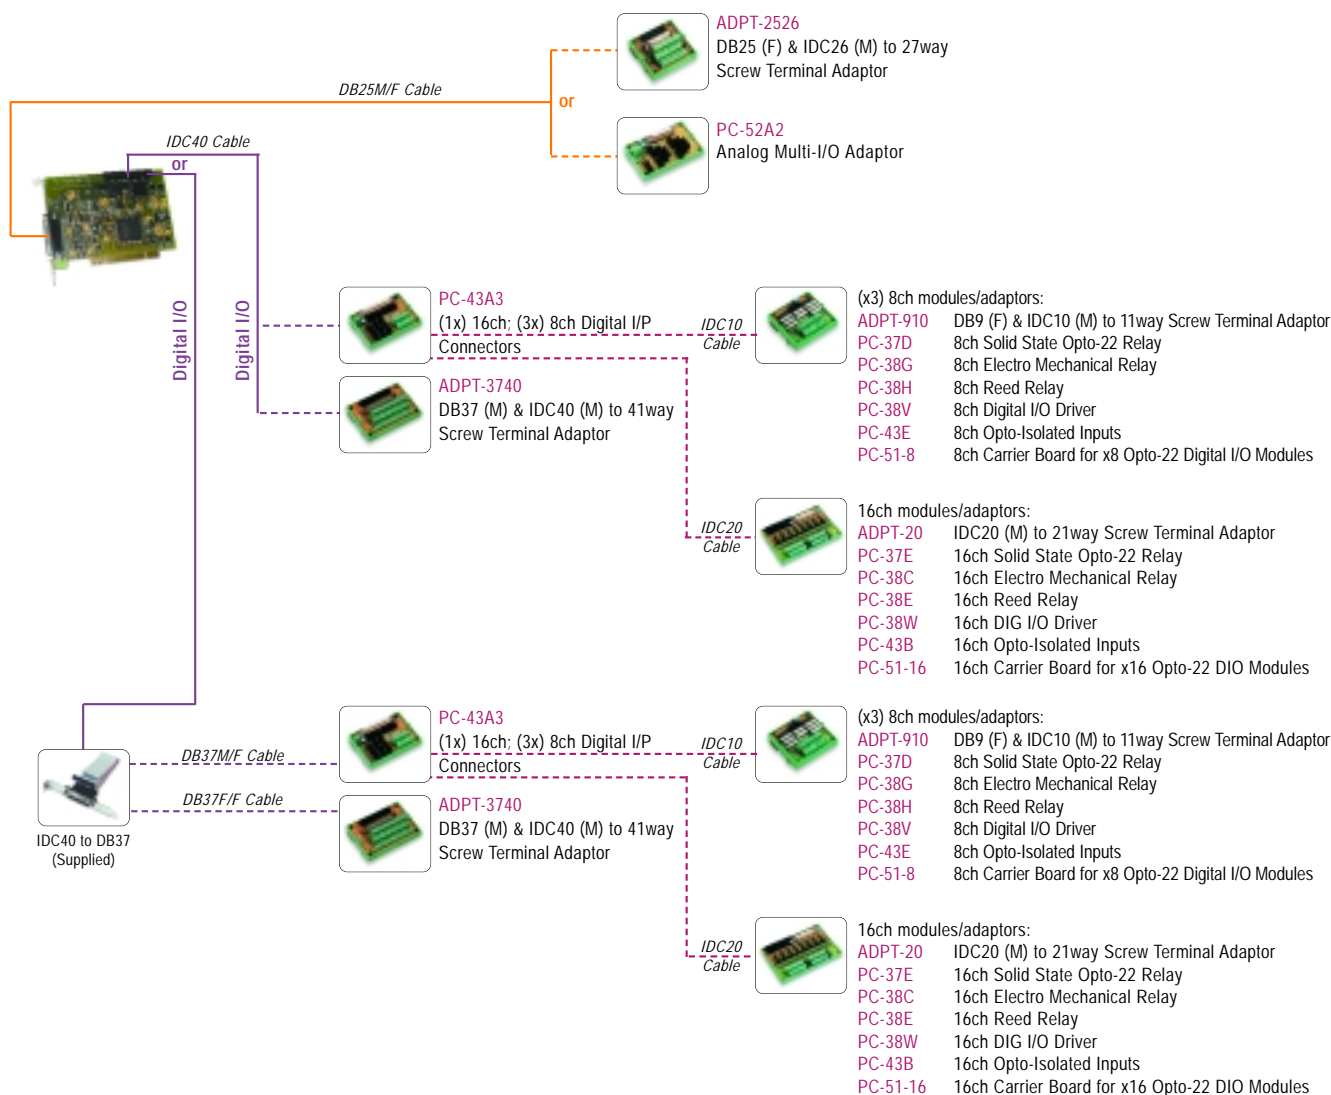 ADPT-2526
DB25 (F) & IDC26 (M) to 27way
Screw Terminal Adaptor
DB25M/F Cable
or
PC-52A2
Analog Multi-I/O Adaptor
IDC40 Cable
or
Digital I/O
Digital I/O
PC-43A3
(1x) 16ch; (3x) 8ch Digital I/P
Connectors
IDC10
Cable
ADPT-3740
DB37 (M) & IDC40 (M) to 41way
Screw Terminal Adaptor
(x3) 8ch modules/adaptors:
ADPT-910 DB9 (F) & IDC10 (M) to 11way Screw Terminal Adaptor
PC-37D 8ch Solid State Opto-22 Relay
PC-38G 8ch Electro Mechanical Relay
PC-38H 8ch Reed Relay
PC-38V 8ch Digital I/O Driver
PC-43E 8ch Opto-Isolated Inputs
PC-51-8 8ch Carrier Board for x8 Opto-22 Digital I/O Modules
IDC20
Cable
16ch modules/adaptors:
ADPT-20 IDC20 (M) to 21way Screw Terminal Adaptor
PC-37E 16ch Solid State Opto-22 Relay
PC-38C 16ch Electro Mechanical Relay
PC-38E 16ch Reed Relay
PC-38W 16ch DIG I/O Driver
PC-43B 16ch Opto-Isolated Inputs
PC-51-16 16ch Carrier Board for x16 Opto-22 DIO Modules
IDC40 to DB37
(Supplied)
DB37M/F Cable
DB37F/F Cable
PC-43A3
(1x) 16ch; (3x) 8ch Digital I/P
Connectors
IDC10
Cable
ADPT-3740
DB37 (M) & IDC40 (M) to 41way
Screw Terminal Adaptor
(x3) 8ch modules/adaptors:
ADPT-910 DB9 (F) & IDC10 (M) to 11way Screw Terminal Adaptor
PC-37D 8ch Solid State Opto-22 Relay
PC-38G 8ch Electro Mechanical Relay
PC-38H 8ch Reed Relay
PC-38V 8ch Digital I/O Driver
PC-43E 8ch Opto-Isolated Inputs
PC-51-8 8ch Carrier Board for x8 Opto-22 Digital I/O Modules
IDC20
Cable
16ch modules/adaptors:
ADPT-20 IDC20 (M) to 21way Screw Terminal Adaptor
PC-37E 16ch Solid State Opto-22 Relay
PC-38C 16ch Electro Mechanical Relay
PC-38E 16ch Reed Relay
PC-38W 16ch DIG I/O Driver
PC-43B 16ch Opto-Isolated Inputs
PC-51-16 16ch Carrier Board for x16 Opto-22 DIO Modules